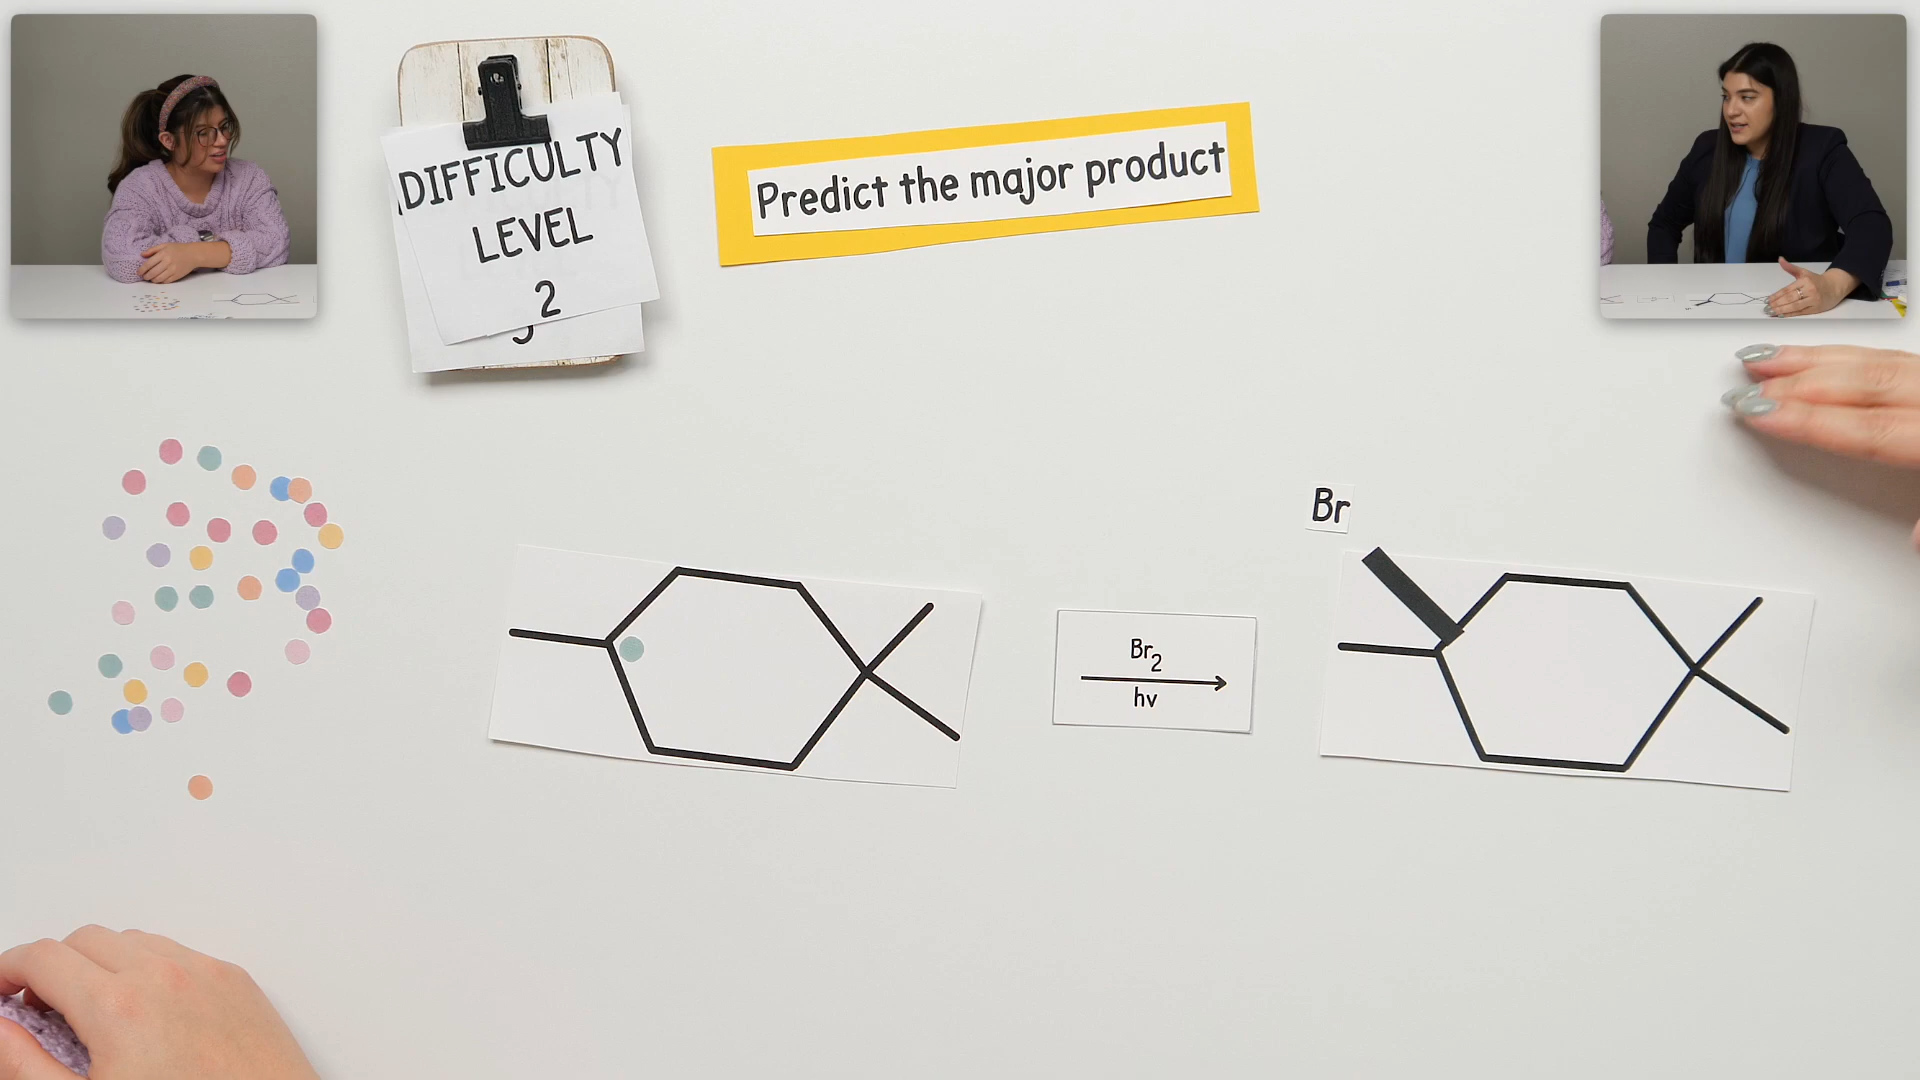 DIFFICULTY
LEVEL
2
Predict the major product
Br
Br2
hv